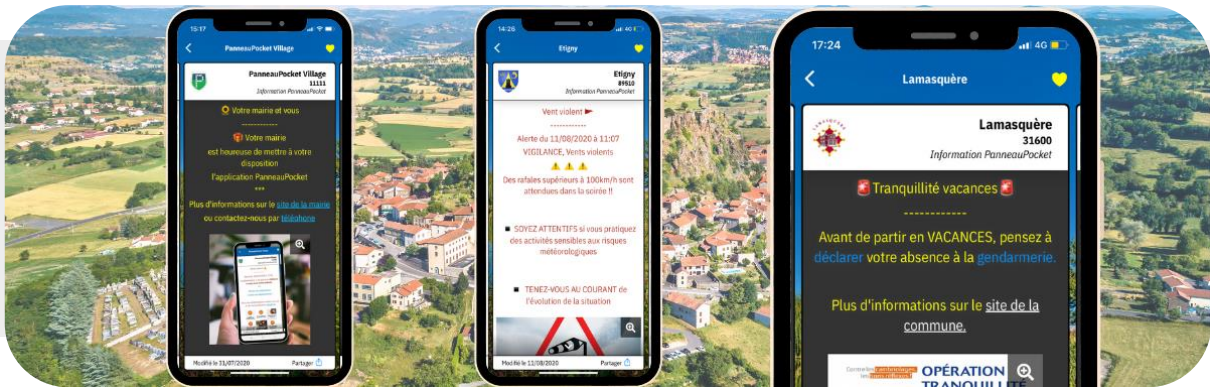 15:17
PanneauPocket Village
PanneauPocket Village
11111
Information PanneauPocket
Votre mairie et vous
------------
Votre mairie
est heureuse de mettre à votre
disposition
l'application PanneauPocket
***
Plus d'informations sur le site de la mairie
ou contactez-nous par téléphone
Modifié le 31/07/2020 Partager
14:25 4G
Etigny
Etigny
89510
Information PanneauPocket
Vent violent
------------
Alerte du 11/08/2020 à 11:07
VIGILANCE, Vents violents
Des rafales supérieurs à 100km/h sont
attendues dans la soirée !!
■ SOYEZ ATTENTIFS si vous pratiquez
des activités sensibles aux risques
météorologiques
■ TENEZ-VOUS AU COURANT de
l'évolution de la situation
Modifié le 11/08/2020 Partager
17:24 4G
Lamasquère
Lamasquère
31600
Information PanneauPocket
Tranquillité vacances
------------
Avant de partir en VACANCES, pensez à
déclarer votre absence à la gendarmerie.
Plus d'informations sur le site de la
commune.
OPÉRATION
TRANQUILLITÉ